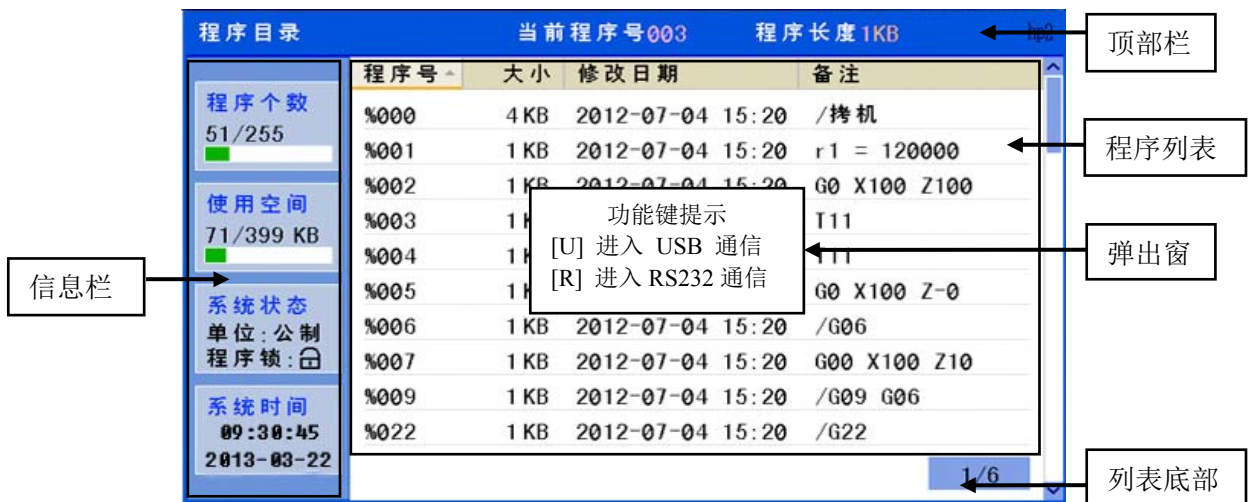 程序目录 当前程序号003 程序长度1KB hp2
顶部栏
程序号 大小 修改日期 备注
程序个数
51/255
使用空间
71/399 KB
系统状态
单位:公制
程序锁:
系统时间
09:30:45
2013-03-22
信息栏
%000 4KB 2012-07-04 15:20 /拷机
%001 1KB 2012-07-04 15:20 r1 = 120000
程序列表
%002 1KB 2012-07-04 15:20 G0 X100 Z100
%003 T11
%004 T11
%005 G0 X100 Z-0
功能键提示
[U] 进入 USB 通信
[R] 进入 RS232 通信
弹出窗
%006 1KB 2012-07-04 15:20 /G06
%007 1KB 2012-07-04 15:20 G00 X100 Z10
%009 1KB 2012-07-04 15:20 /G09 G06
%022 1KB 2012-07-04 15:20 /G22
1/6
列表底部